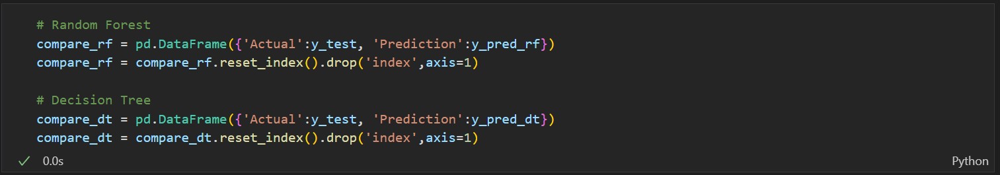 # Random Forest
compare_rf = pd.DataFrame({'Actual':y_test, 'Prediction':y_pred_rf})
compare_rf = compare_rf.reset_index().drop('index',axis=1)
# Decision Tree
compare_dt = pd.DataFrame({'Actual':y_test, 'Prediction':y_pred_dt})
compare_dt = compare_dt.reset_index().drop('index',axis=1)
0.0s
Python